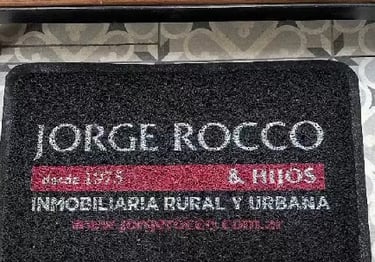 JORGE ROCCO
desde 1975 & HIJOS
INMOBILIARIA RURAL Y URBANA
www.jorgerocco.com.ar